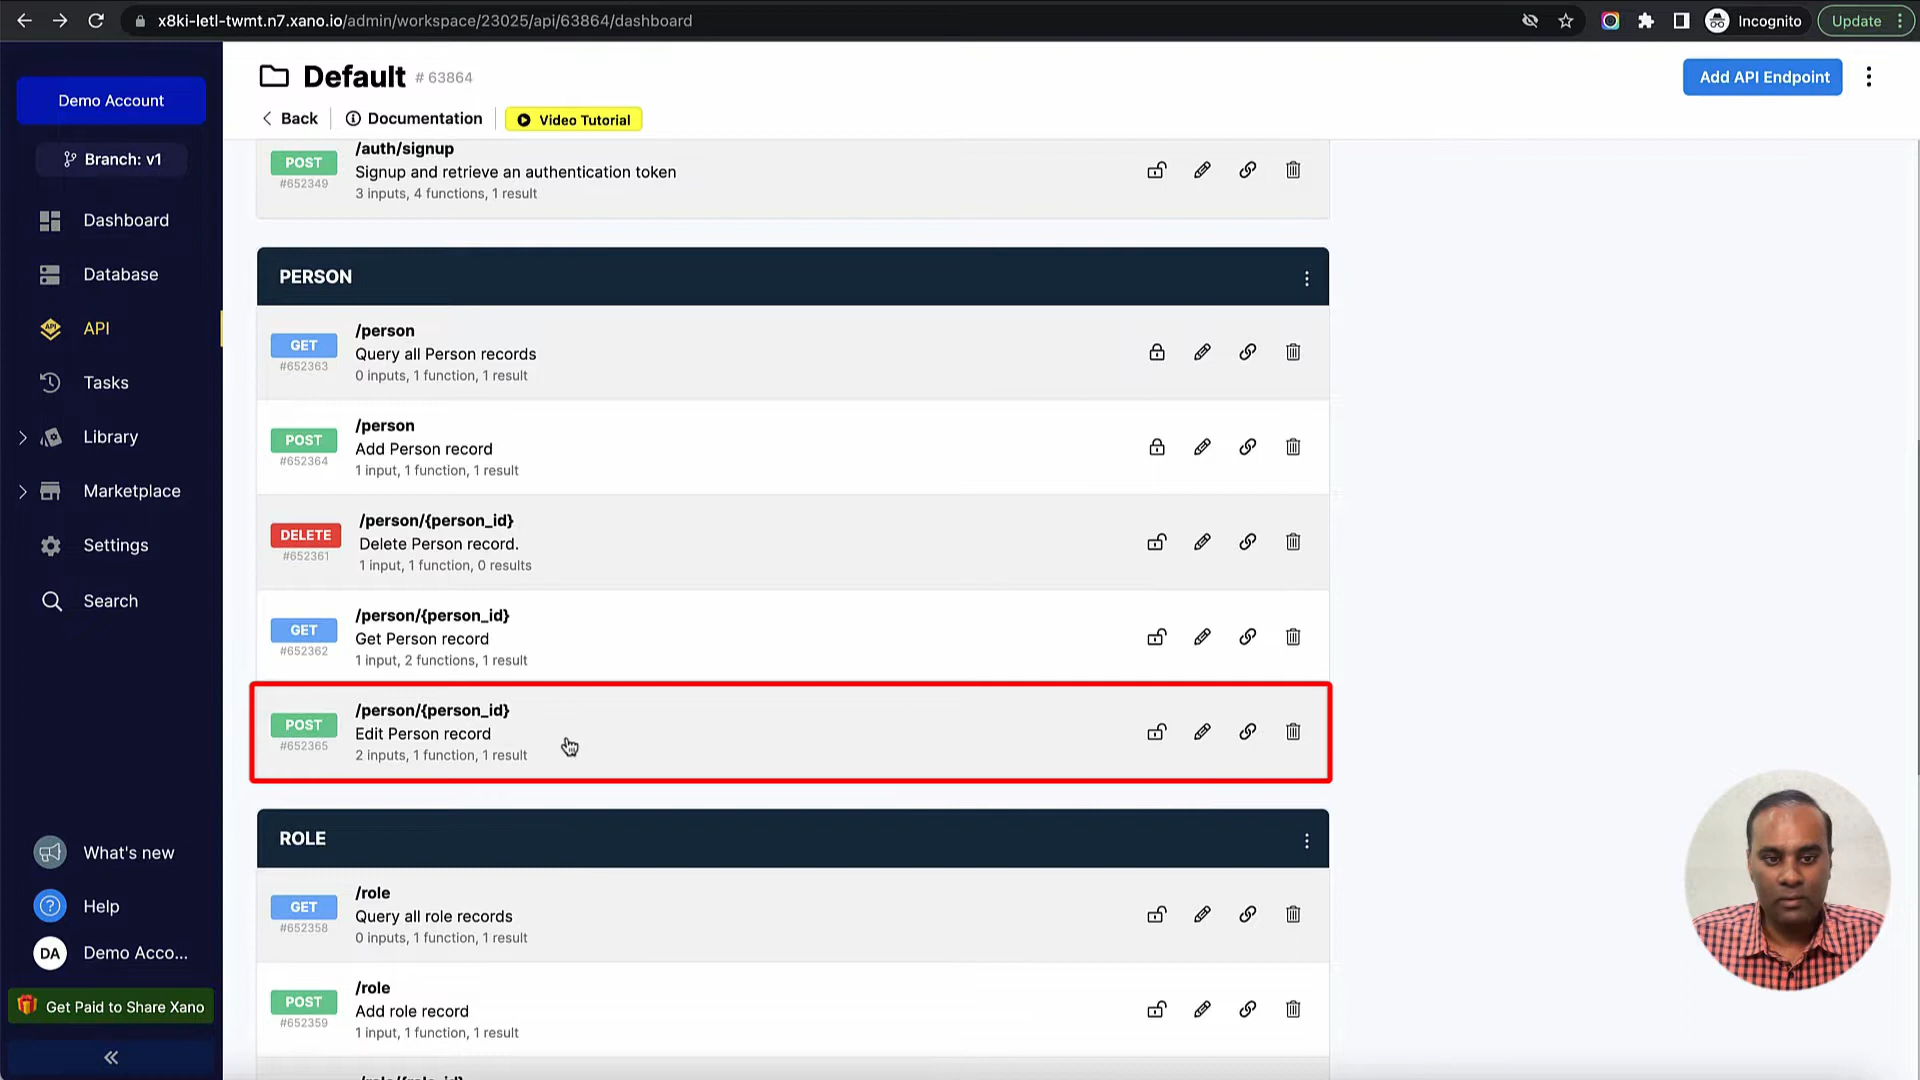 x8ki-letl-twmt.n7.xano.io/admin/workspace/23025/api/63864/dashboard
Incognito
Update
Demo Account
Branch: v1
Dashboard
Database
API
Tasks
Library
Marketplace
Settings
Search
What's new
Help
DA
Demo Acco...
Get Paid to Share Xano
Default # 63864
Add API Endpoint
Back
Documentation
Video Tutorial
POST
#652349
/auth/signup
Signup and retrieve an authentication token
3 inputs, 4 functions, 1 result
PERSON
GET
#652363
/person
Query all Person records
0 inputs, 1 function, 1 result
POST
#652364
/person
Add Person record
1 input, 1 function, 1 result
DELETE
#652361
/person/{person_id}
Delete Person record.
1 input, 1 function, 0 results
GET
#652362
/person/{person_id}
Get Person record
1 input, 2 functions, 1 result
POST
#652365
/person/{person_id}
Edit Person record
2 inputs, 1 function, 1 result
ROLE
GET
#652358
/role
Query all role records
0 inputs, 1 function, 1 result
POST
#652359
/role
Add role record
1 input, 1 function, 1 result